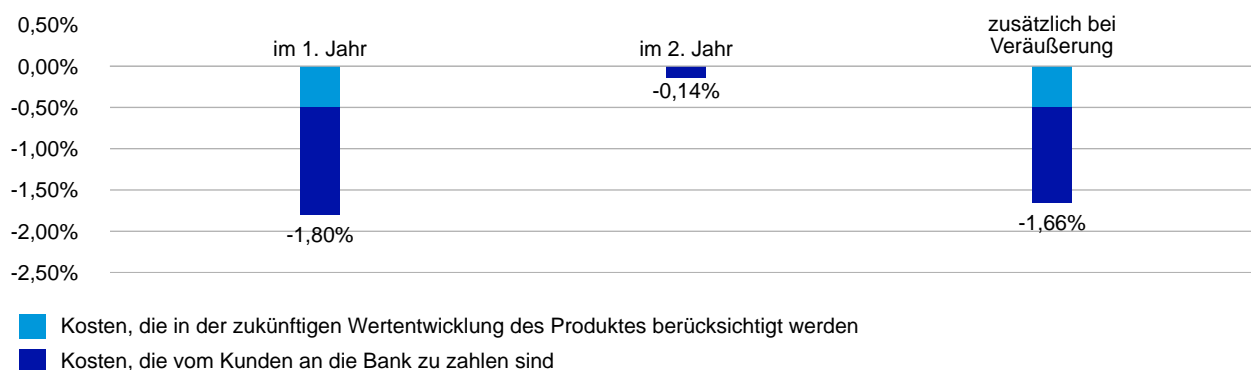 0,50%
zusätzlich bei
im 1. Jahr
im 2. Jahr
Veräußerung
0,00%
-0,14%
-0,50%
-1,00%
-1,50%
-1,80%
-1,66%
-2,00%
-2,50%
Kosten, die in der zukünftigen Wertentwicklung des Produktes berücksichtigt werden
Kosten, die vom Kunden an die Bank zu zahlen sind